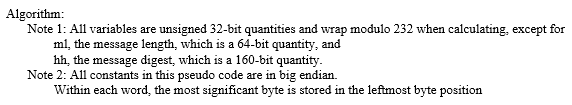 Algorithm:
Note 1: All variables are unsigned 32-bit quantities and wrap modulo 232 when calculating, except for
ml, the message length, which is a 64-bit quantity, and
hh, the message digest, which is a 160-bit quantity.
Note 2: All constants in this pseudo code are in big endian.
Within each word, the most significant byte is stored in the leftmost byte position